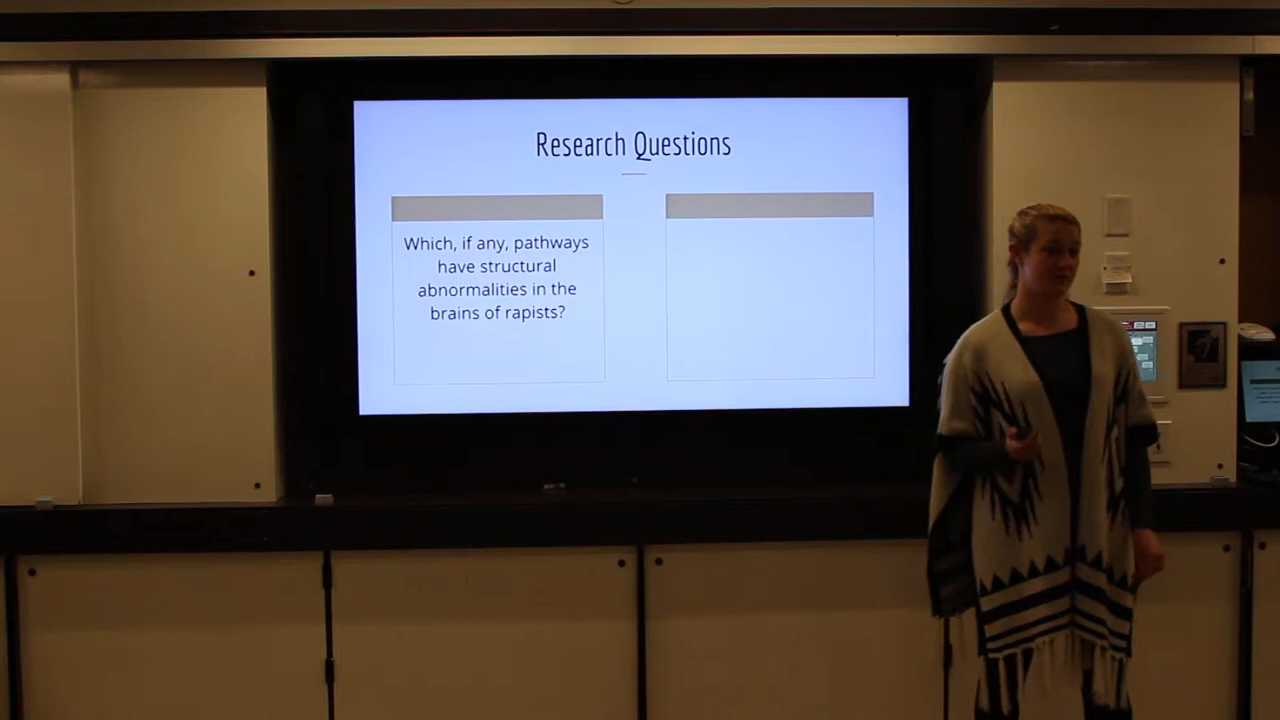 Research Questions
Which, if any, pathways
have structural
abnormalities in the
brains of rapists?